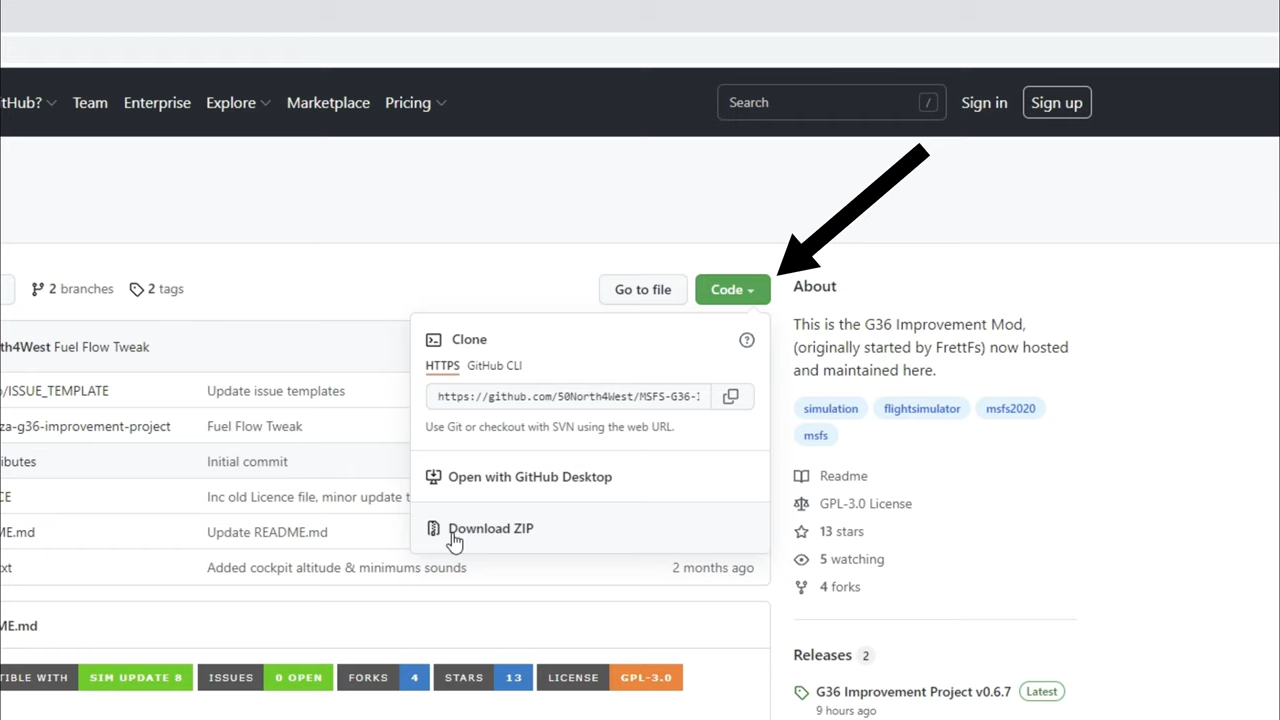 tHub?
Team
Enterprise
Explore
Marketplace
Pricing
Search
/
Sign in
Sign up
2 branches
2 tags
Go to file
Code
th4West Fuel Flow Tweak
/ISSUE_TEMPLATE
Update issue templates
za-g36-improvement-project
Fuel Flow Tweak
butes
Initial commit
CE
Inc old Licence file, minor update t
ME.md
Update README.md
xt
Added cockpit altitude & minimums sounds
2 months ago
Clone
HTTPS
GitHub CLI
https://github.com/50North4West/MSFS-G36-
Use Git or checkout with SVN using the web URL.
Open with GitHub Desktop
Download ZIP
About
This is the G36 Improvement Mod,
(originally started by FrettFs) now hosted
and maintained here.
simulation
flightsimulator
msfs2020
msfs
Readme
GPL-3.0 License
13 stars
5 watching
4 forks
Releases 2
G36 Improvement Project v0.6.7 Latest
9 hours ago
ME.md
TIBLE WITH SIM UPDATE 8
ISSUES 0 OPEN
FORKS 4
STARS 13
LICENSE GPL-3.0